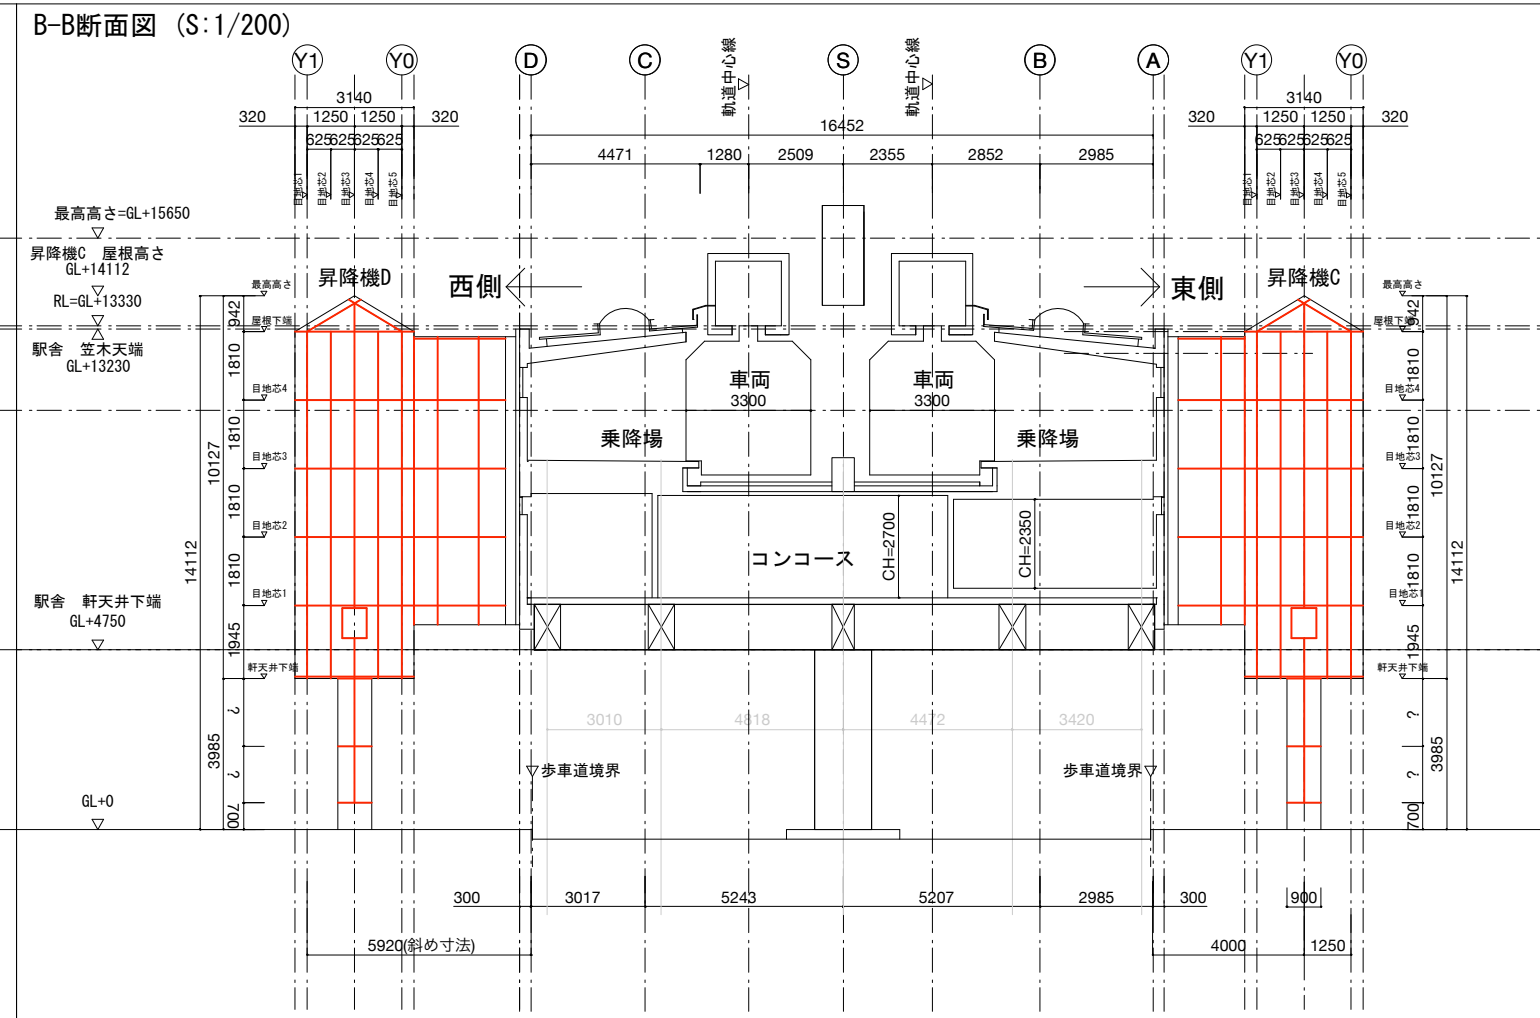 B-B断面図 (S:1/200)
Y1
Y0
D
C
軌道中心線
S
軌道中心線
B
A
Y1
Y0
3140
320
1250
1250
320
625
625
625
625
目地芯1
目地芯2
目地芯3
目地芯4
目地芯5
16452
4471
1280
2509
2355
2852
2985
3140
320
1250
1250
320
625
625
625
625
目地芯1
目地芯2
目地芯3
目地芯4
目地芯5
最高高さ=GL+15650
昇降機C 屋根高さ
GL+14112
RL=GL+13330
駅舎 笠木天端
GL+13230
駅舎 軒天井下端
GL+4750
GL+0
昇降機D
西側
東側
昇降機C
最高高さ
屋根下端
目地芯4
目地芯3
目地芯2
目地芯1
軒天井下端
942
1810
1810
1810
1810
1945
?
?
700
10127
3985
14112
車両
3300
車両
3300
乗降場
乗降場
コンコース
CH=2700
CH=2350
最高高さ
屋根下端
目地芯4
目地芯3
目地芯2
目地芯1
軒天井下端
942
1810
1810
1810
1810
1945
?
?
700
10127
3985
14112
3010
4818
4472
3420
歩車道境界
歩車道境界
300
3017
5243
5207
2985
300
900
5920(斜め寸法)
4000
1250